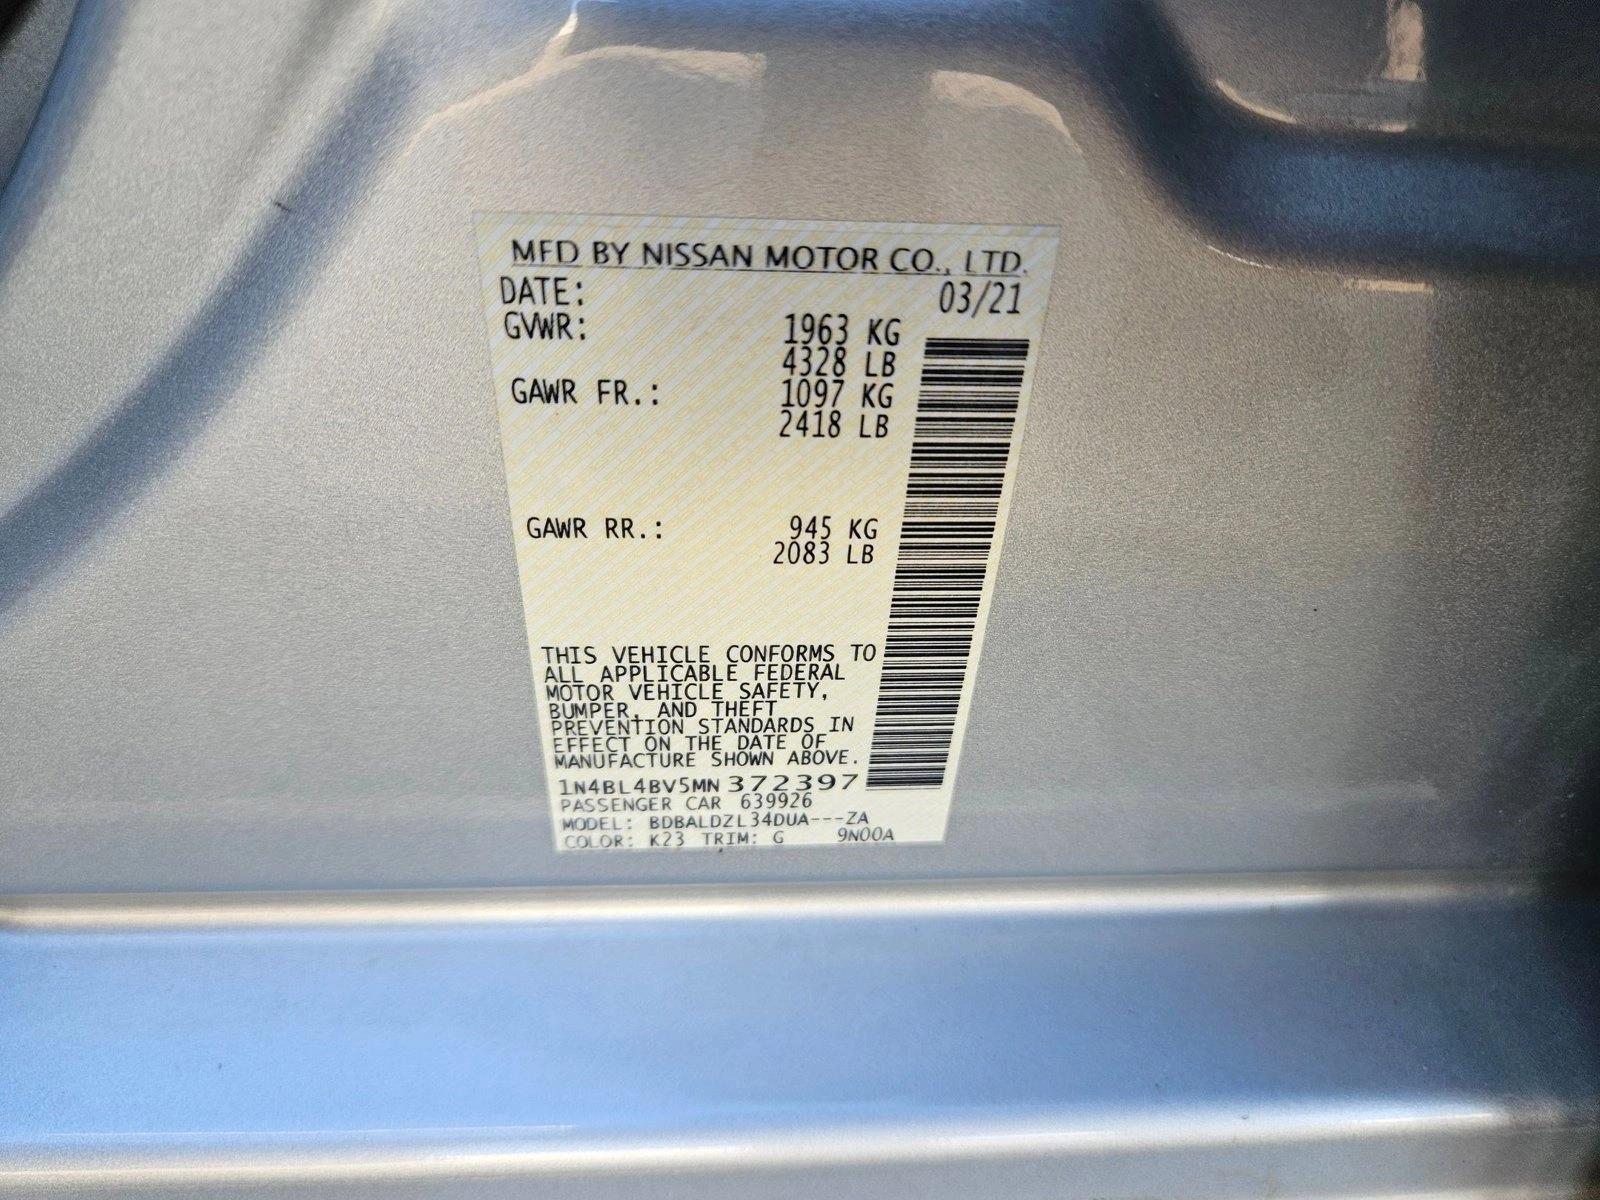 MFD BY NISSAN MOTOR CO., LTD.
DATE: 03/21
GVWR: 1963 KG
4328 LB
GAWR FR.: 1097 KG
2418 LB
GAWR RR.: 945 KG
2083 LB
THIS VEHICLE CONFORMS TO
ALL APPLICABLE FEDERAL
MOTOR VEHICLE SAFETY,
BUMPER, AND THEFT
PREVENTION STANDARDS IN
EFFECT ON THE DATE OF
MANUFACTURE SHOWN ABOVE.
1N4BL4BV5MN372397
PASSENGER CAR 639926
MODEL: BDBALDZL34DUA---ZA
COLOR: K23 TRIM: G 9N00A